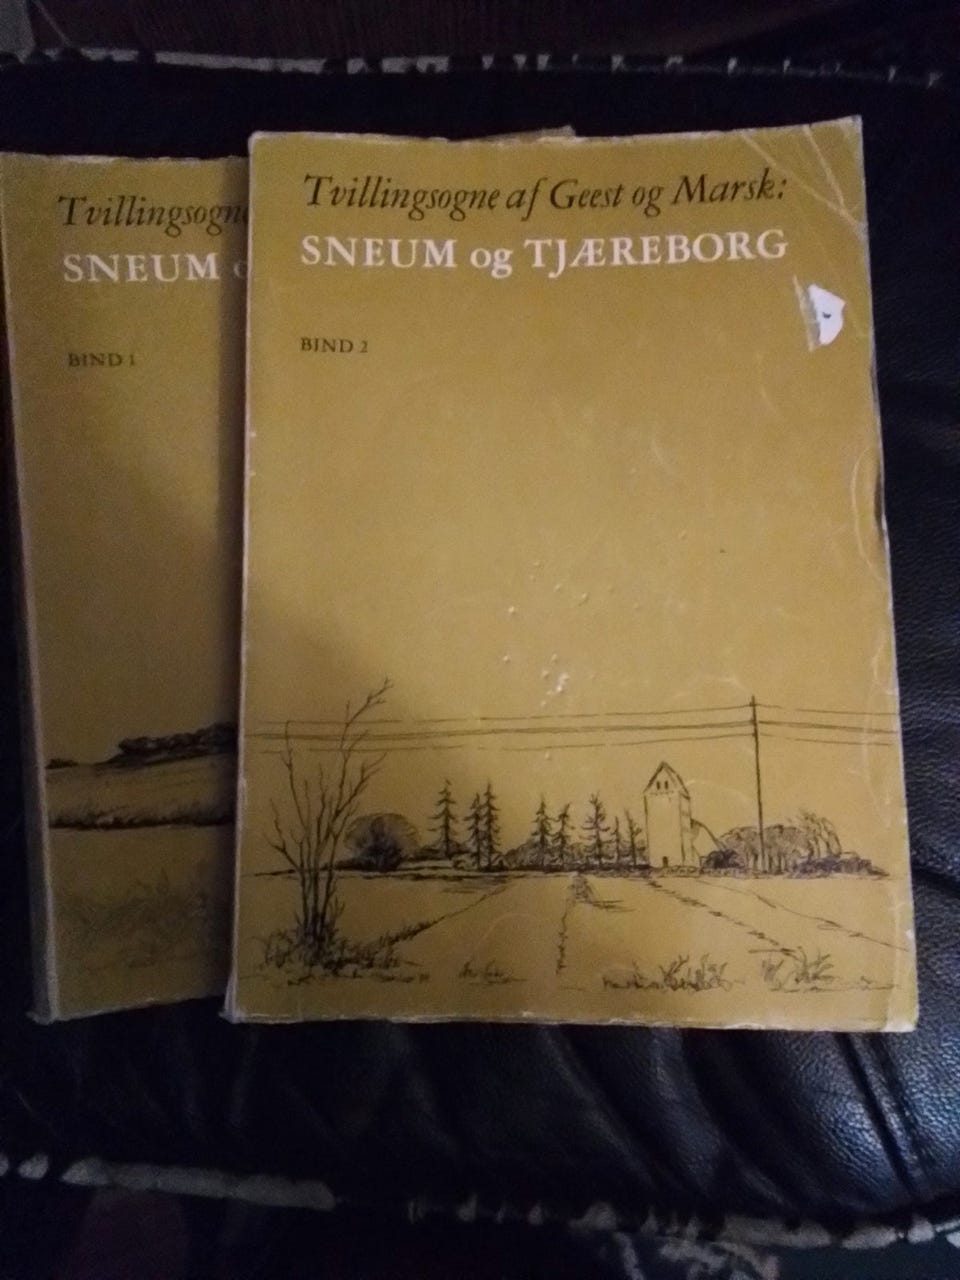 Tvillingsogne
SNEUM o
BIND 1
Tvillingsogne af Geest og Marsk:
SNEUM og TJÆREBORG
BIND 2